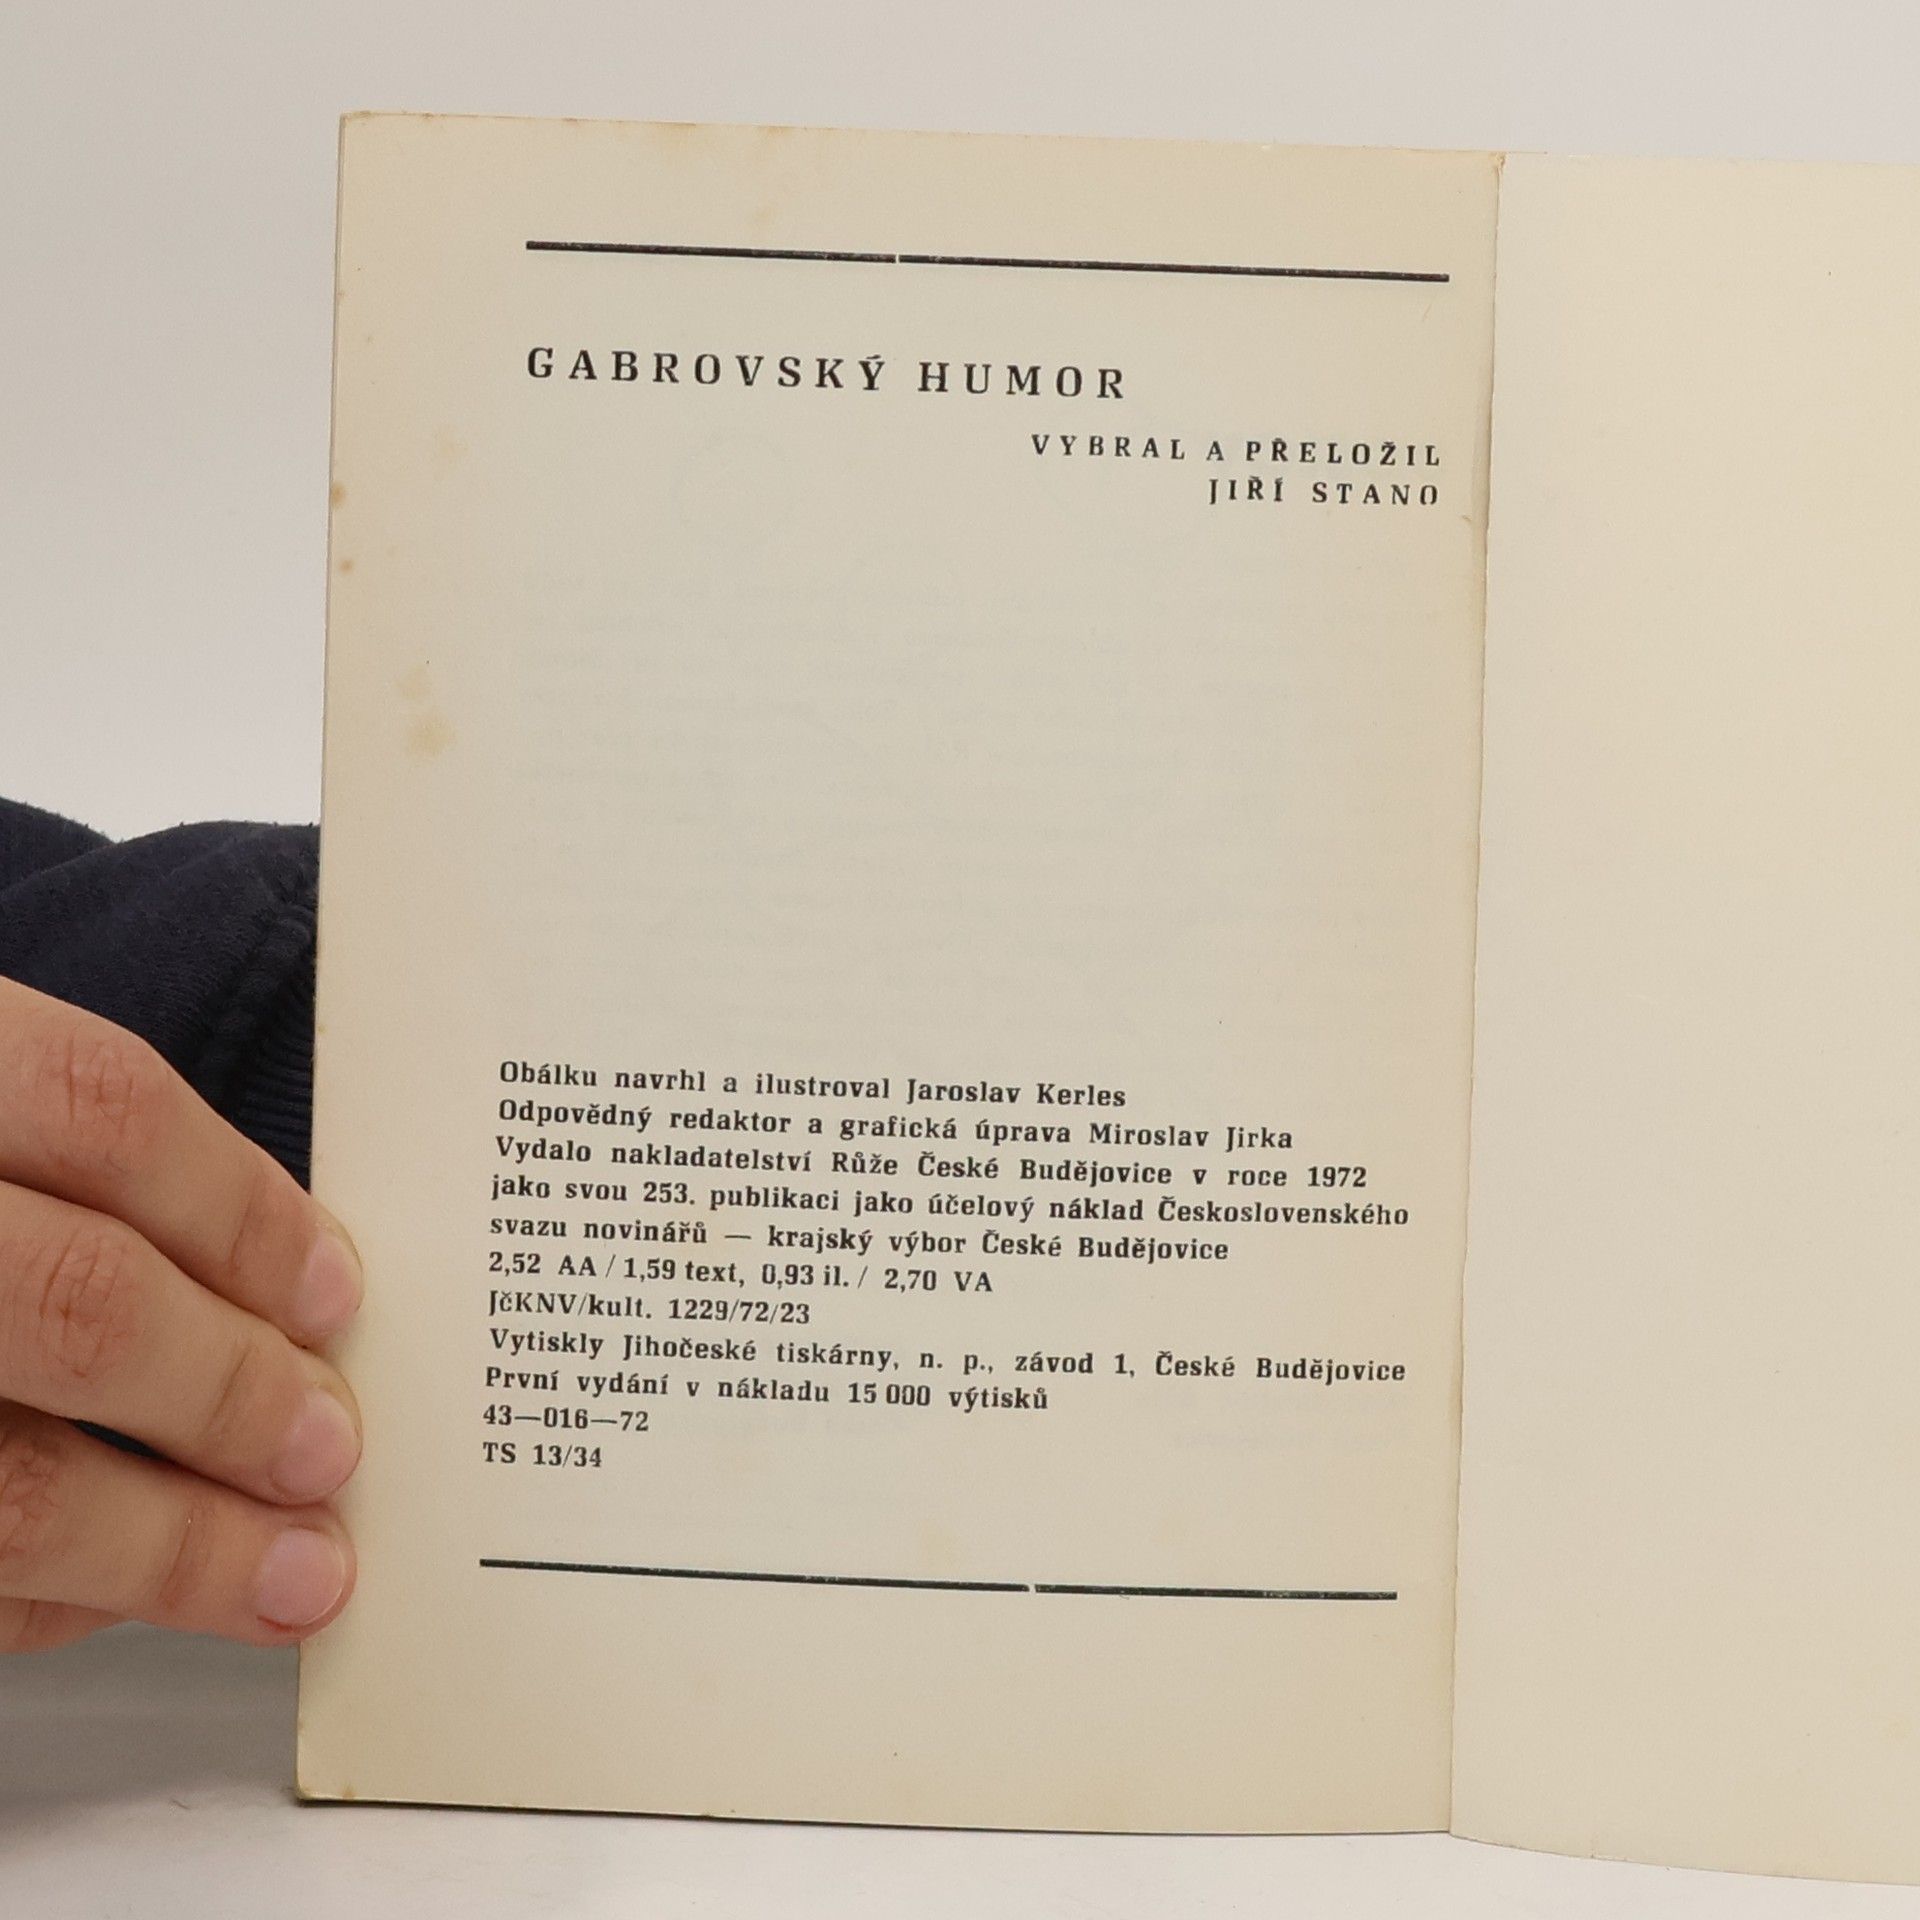 GABROVSKÝ HUMOR
VYBRAL A PŘELOŽIL
JIŘÍ STANO
Obálku navrhl a ilustroval Jaroslav Kerles
Odpovědný redaktor a grafická úprava Miroslav Jirka
Vydalo nakladatelství Růže České Budějovice v roce 1972
jako svou 253. publikaci jako účelový náklad Československého
svazu novinářů — krajský výbor České Budějovice
2,52 AA / 1,59 text, 0,93 il. / 2,70 VA
JčKNV/kult. 1229/72/23
Vytiskly Jihočeské tiskárny, n. p., závod 1, České Budějovice
První vydání v nákladu 15 000 výtisků
43—016—72
TS 13/34